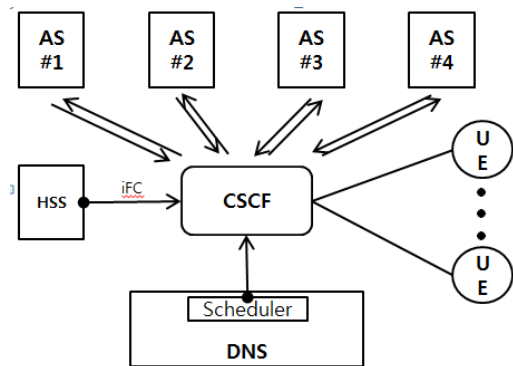 AS
#1
AS
#2
AS
#3
AS
#4
U
E
HSS
iFC
CSCF
U
E
Scheduler
DNS